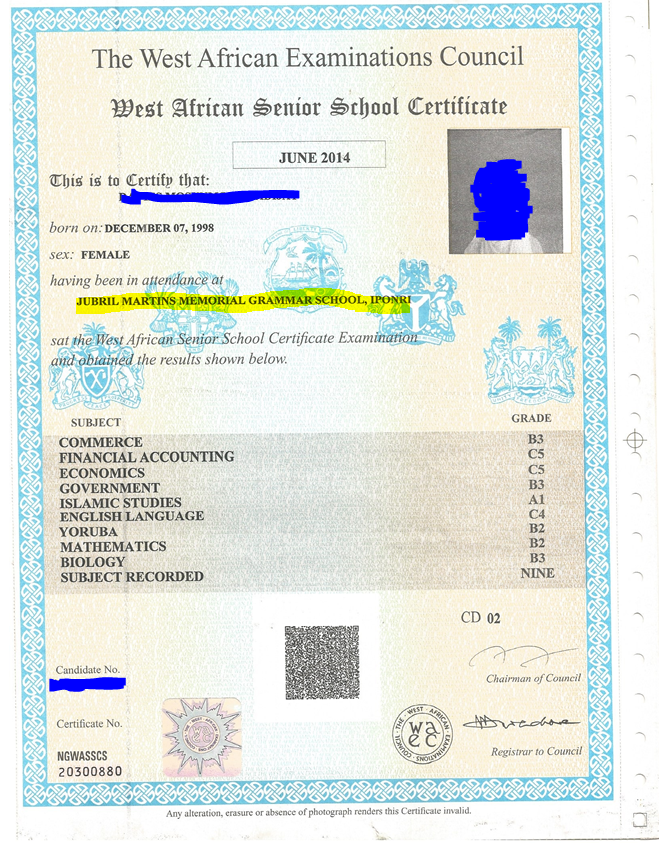 The West African Examinations Council
West African Senior School Certificate
JUNE 2014
This is to Certify that:
born on: DECEMBER 07, 1998
sex: FEMALE
having been in attendance at
JUBRIL MARTINS MEMORIAL GRAMMAR SCHOOL, IPONRI
sat the West African Senior School Certificate Examination
and obtained the results shown below.
SUBJECT GRADE
COMMERCE B3
FINANCIAL ACCOUNTING C5
ECONOMICS C5
GOVERNMENT B3
ISLAMIC STUDIES A1
ENGLISH LANGUAGE C4
YORUBA B2
MATHEMATICS B2
BIOLOGY B3
SUBJECT RECORDED NINE
CD 02
Candidate No.
Chairman of Council
Certificate No.
NGWASSCS
20300880
THE WEST AFRICAN EXAMINATIONS COUNCIL
wa
ec
Registrar to Council
Any alteration, erasure or absence of photograph renders this Certificate invalid.